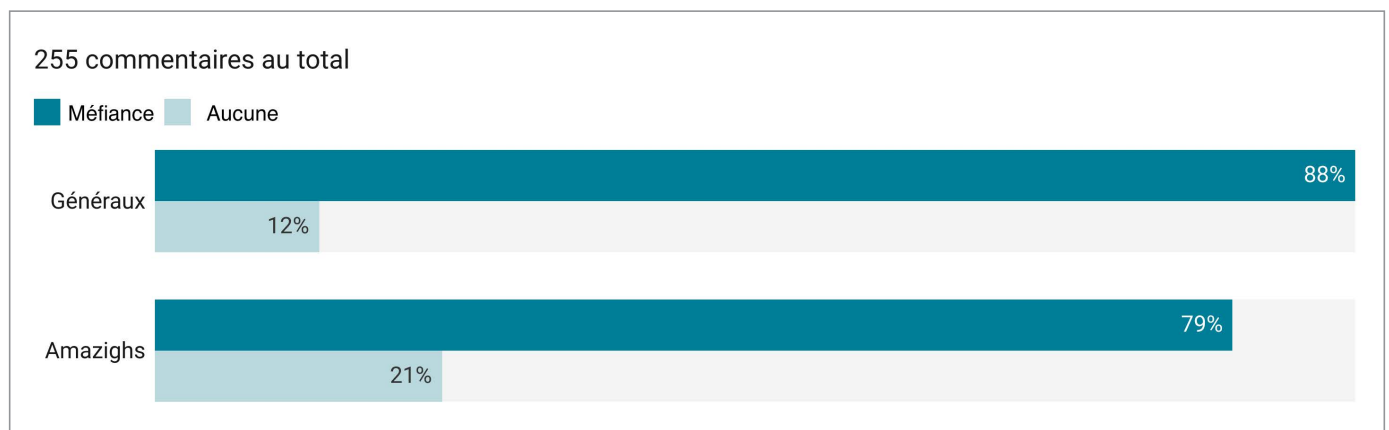 255 commentaires au total
Méfiance Aucune
Généraux
88%
12%
Amazighs
79%
21%